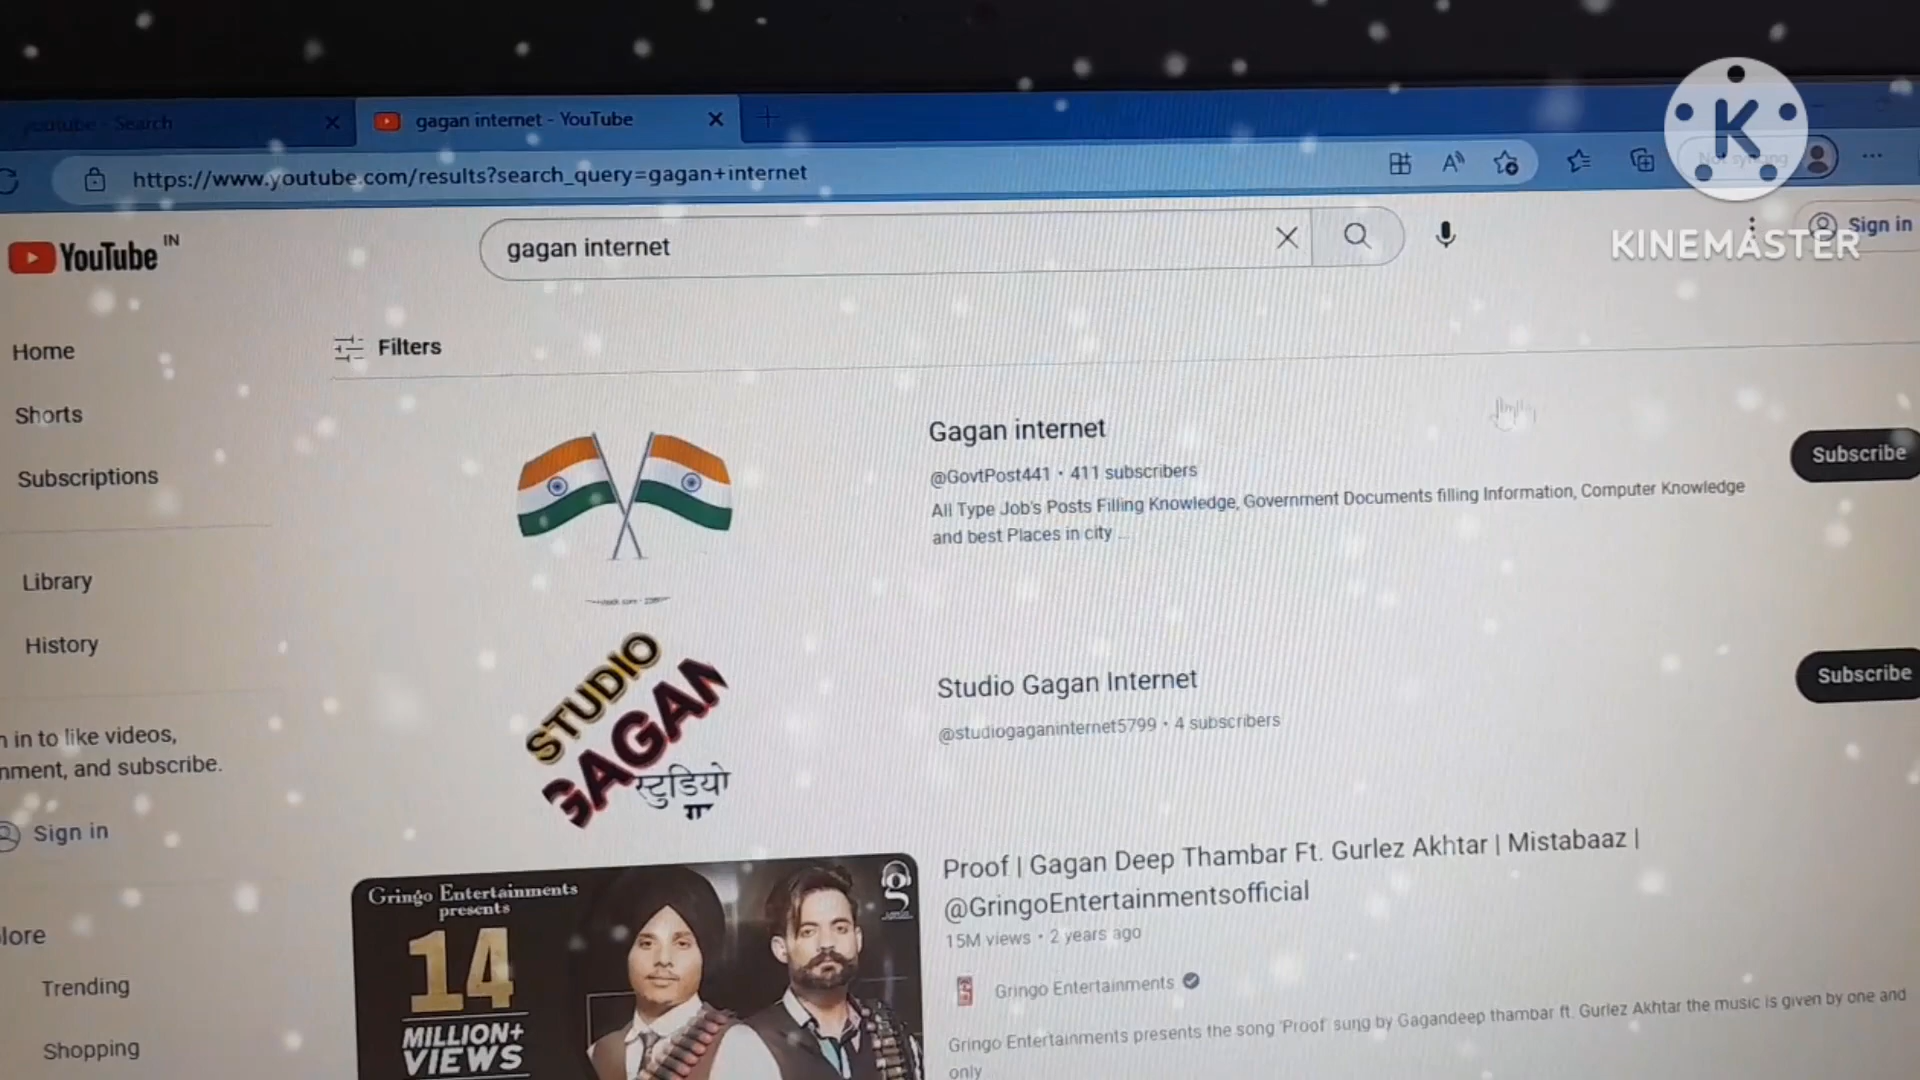 youtube - Search
gagan internet - YouTube
https://www.youtube.com/results?search_query=gagan+internet
Not syncing
K
KINEMASTER
YouTube IN
gagan internet
Sign in
Home
Shorts
Subscriptions
Library
History
n in to like videos,
nment, and subscribe.
Sign in
lore
Trending
Shopping
Filters
Gagan internet
@GovtPost441 • 411 subscribers
All Type Job's Posts Filling Knowledge, Government Documents filling Information, Computer Knowledge
and best Places in city ...
Subscribe
STUDIO
GAGAN
स्टुडियो
Studio Gagan Internet
@studiogaganinternet5799 • 4 subscribers
Subscribe
Gringo Entertainments
presents
14
MILLION+
VIEWS
Proof | Gagan Deep Thambar Ft. Gurlez Akhtar | Mistabaaz |
@GringoEntertainmentsofficial
15M views • 2 years ago
Gringo Entertainments
Gringo Entertainments presents the song 'Proof' sung by Gagandeep thambar ft. Gurlez Akhtar the music is given by one and
only